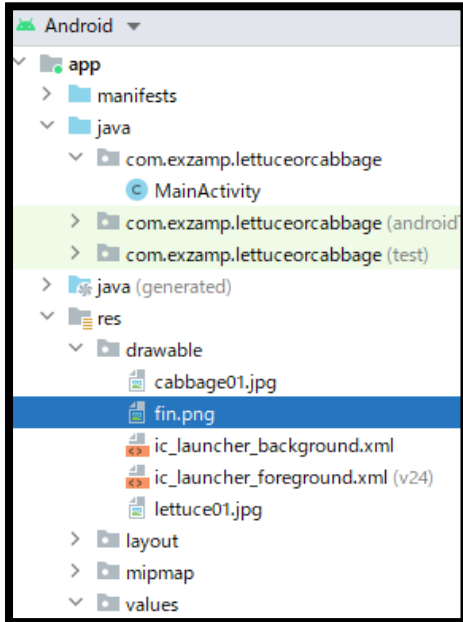 Android
app
manifests
java
com.exzamp.lettuceorcabbage
C MainActivity
com.exzamp.lettuceorcabbage (android
com.exzamp.lettuceorcabbage (test)
java (generated)
res
drawable
cabbage01.jpg
fin.png
ic_launcher_background.xml
ic_launcher_foreground.xml (v24)
lettuce01.jpg
layout
mipmap
values